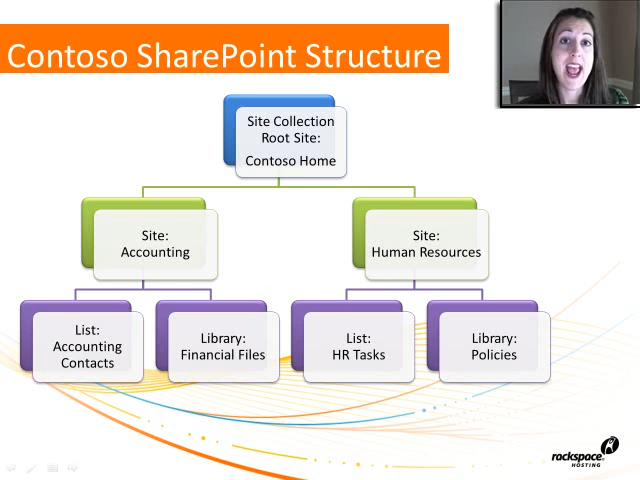 Contoso SharePoint Structure
Site Collection
Root Site:
Contoso Home
Site:
Accounting
Site:
Human Resources
List:
Accounting
Contacts
Library:
Financial Files
List:
HR Tasks
Library:
Policies
rackspace®
HOSTING